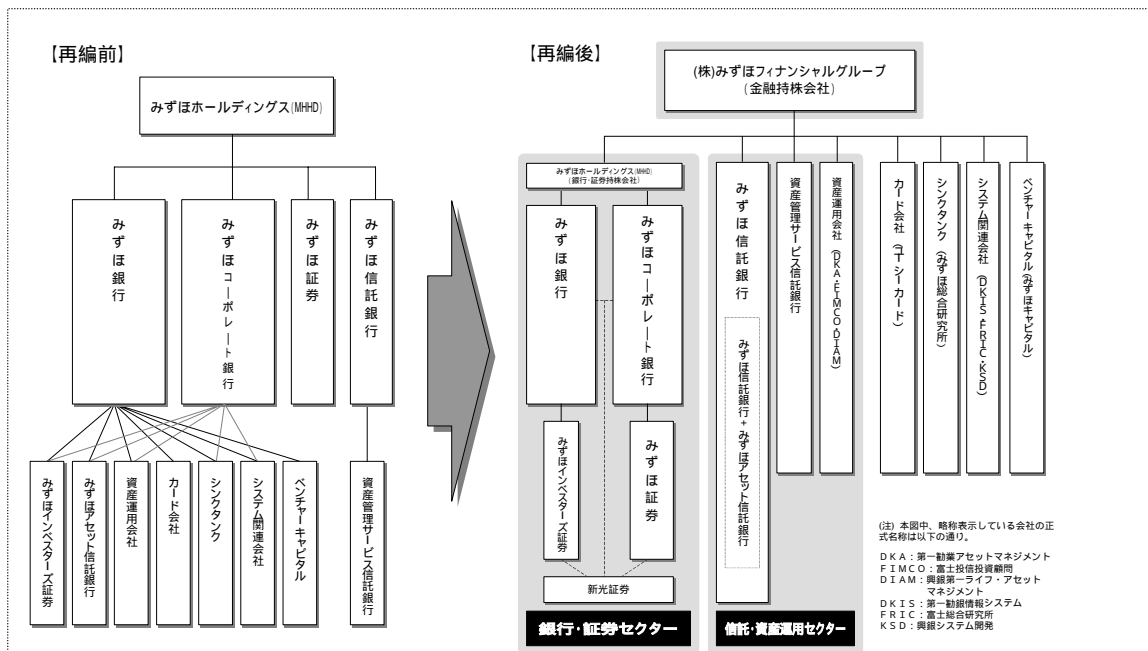 【再編前】
みずほホールディングス(MHHD)
みずほ銀行
みずほコーポレート銀行
みずほ証券
みずほ信託銀行
みずほインベスターズ証券
みずほアセット信託銀行
資産運用会社
カード会社
シンクタンク
システム関連会社
ベンチャーキャピタル
資産管理サービス信託銀行
【再編後】
(株)みずほフィナンシャルグループ
(金融持株会社)
みずほホールディングス(MHHD)
(銀行・証券持株会社)
みずほ銀行
みずほコーポレート銀行
みずほインベスターズ証券
みずほ証券
新光証券
銀行・証券セクター
みずほ信託銀行
みずほ信託銀行+みずほアセット信託銀行
資産管理サービス信託銀行
資産運用会社(DKA・FIMCO・DIAM)
信託・資産運用セクター
カード会社(ユーシーカード)
シンクタンク(みずほ総合研究所)
システム関連会社(DKIS・FRIC・KSD)
ベンチャーキャピタル(みずほキャピタル)
(注) 本図中、略称表示している会社の正
式名称は以下の通り。
DKA:第一勧業アセットマネジメント
FIMCO:富士投信投資顧問
DIAM:興銀第一ライフ・アセット
マネジメント
DKIS:第一勧銀情報システム
FRIC:富士総合研究所
KSD:興銀システム開発